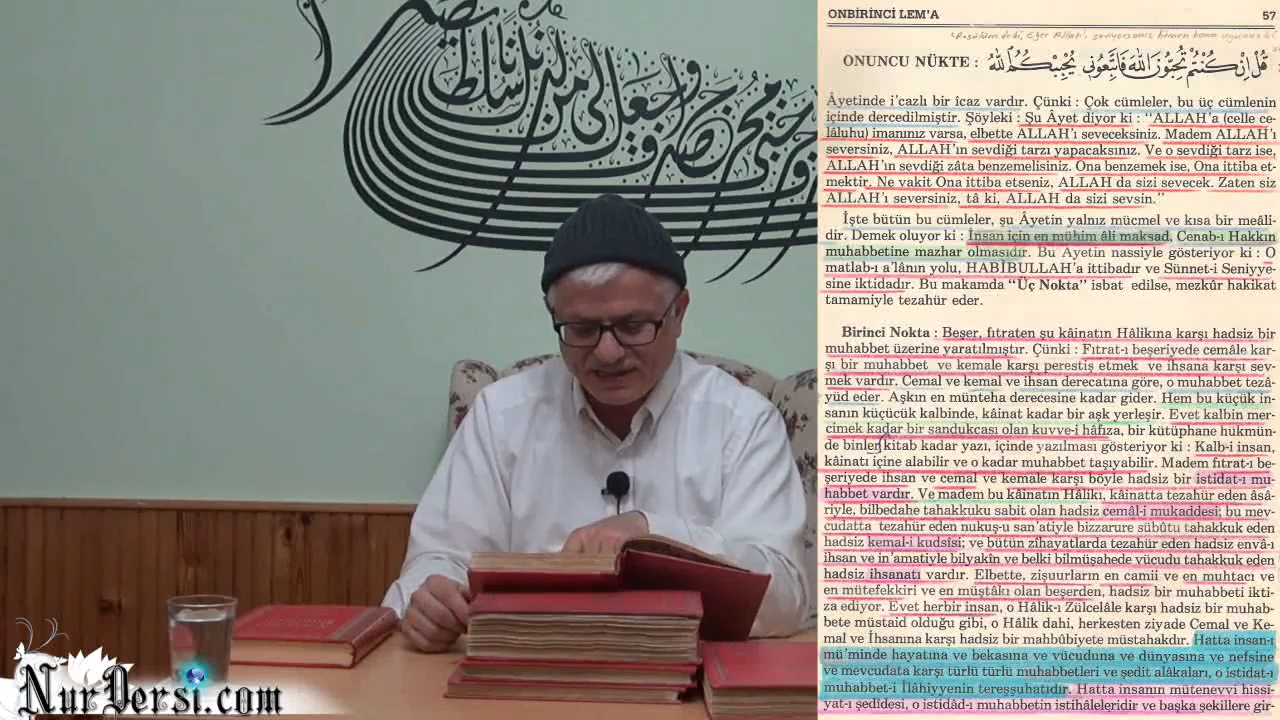 ONBİRİNCİ LEM'A 57
ONUNCU NÜKTE : قُلْ اِنْ كُنْتُمْ تُحِبُّونَ اللّٰهَ فَاتَّبِعُونِى يُحْبِبْكُمُ اللّٰهُ
Âyetinde i'cazlı bir îcaz vardır. Çünki : Çok cümleler, bu üç cümlenin
içinde dercedilmiştir. Şöyleki : Şu Âyet diyor ki : ''ALLAH'a (celle ce-
lâluhu) imanınız varsa, elbette ALLAH'ı seveceksiniz. Madem ALLAH'ı
seversiniz, ALLAH'ın sevdiği tarzı yapacaksınız. Ve o sevdiği tarz ise,
ALLAH'ın sevdiği zâta benzemelisiniz. Ona benzemek ise, Ona ittiba et-
mektir. Ne vakit Ona ittiba etseniz, ALLAH da sizi sevecek. Zaten siz
ALLAH'ı seversiniz, tâ ki, ALLAH da sizi sevsin.''
İşte bütün bu cümleler, şu Âyetin yalnız mücmel ve kısa bir meâli-
dir. Demek oluyor ki : İnsan için en mühim âli maksad, Cenab-ı Hakkın
muhabbetine mazhar olmasıdır. Bu Âyetin nassiyle gösteriyor ki : O
matlab-ı a'lânın yolu, HABİBULLAH'a ittibadır ve Sünnet-i Seniyye-
sine iktidadır. Bu makamda ''Üç Nokta'' isbat edilse, mezkûr hakikat
tamamiyle tezahür eder.
Birinci Nokta : Beşer, fıtraten şu kâinatın Hâlikına karşı hadsiz bir
muhabbet üzerine yaratılmıştır. Çünki : Fıtrat-ı beşeriyede cemâle kar-
şı bir muhabbet ve kemale karşı perestiş etmek ve ihsana karşı sev-
mek vardır. Cemal ve kemal ve ihsan derecatına göre, o muhabbet tezâ-
yüd eder. Aşkın en münteha derecesine kadar gider. Hem bu küçük in-
sanın küçücük kalbinde, kâinat kadar bir aşk yerleşir. Evet kalbin mer-
cimek kadar bir sandukçası olan kuvve-i hâfıza, bir kütüphane hükmün-
de binler kitab kadar yazı, içinde yazılması gösteriyor ki : Kalb-i insan,
kâinatı içine alabilir ve o kadar muhabbet taşıyabilir. Madem fıtrat-ı be-
şeriyede ihsan ve cemal ve kemale karşı böyle hadsiz bir istidat-ı mu-
habbet vardır. Ve madem bu kâinatın Hâlikı, kâinatta tezahür eden âsâ-
riyle, bilbedahe tahakkuku sabit olan hadsiz cemâl-i mukaddesi; bu mev-
cudatta tezahür eden nukuş-u san'atiyle bizzarure sübûtu tahakkuk eden
hadsiz kemal-i kudsîsi; ve bütün zîhayatlarda tezahür eden hadsiz envâ-ı
ihsan ve in'amatiyle bilyakîn ve belki bilmüşahede vücudu tahakkuk eden
hadsiz ihsanatı vardır. Elbette, zişuurların en camii ve en muhtacı ve
en mütefekkiri ve en müştâkı olan beşerden, hadsiz bir muhabbeti ikti-
za ediyor. Evet herbir insan, o Hâlik-ı Zülcelâle karşı hadsiz bir muhab-
bete müstaid olduğu gibi, o Hâlik dahi, herkesten ziyade Cemal ve Ke-
mal ve İhsanına karşı hadsiz bir mahbûbiyete müstahakdır. Hatta insan-ı
mü'minde hayatına ve bekasına ve vücuduna ve dünyasına ve nefsine
ve mevcudata karşı türlü türlü muhabbetleri ve şedit alâkaları, o istidat-ı
muhabbet-i İlâhiyyenin tereşşuhatıdır. Hatta insanın mütenevvi hissi-
yat-ı şedîdesi, o istidâd-ı muhabbetin istihâleleridir ve başka şekillere gir-
NurDersi.com